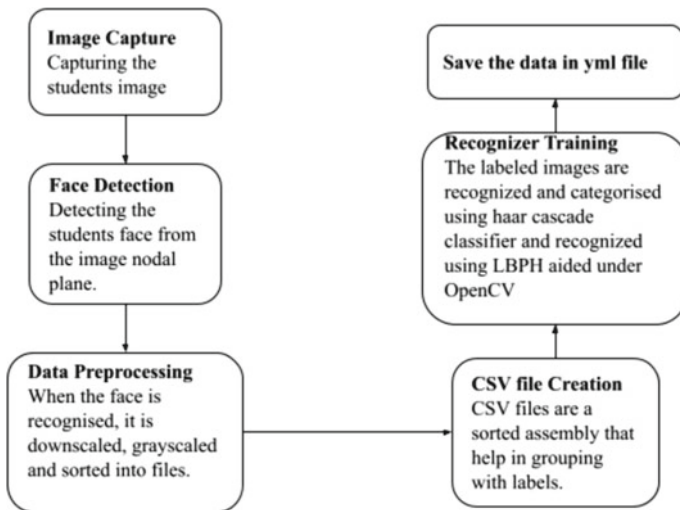 Image Capture
Capturing the
students image
Face Detection
Detecting the
students face from
the image nodal
plane.
Data Preprocessing
When the face is
recognised, it is
downscaled, grayscaled
and sorted into files.
CSV file Creation
CSV files are a
sorted assembly that
help in grouping
with labels.
Recognizer Training
The labeled images are
recognized and categorised
using haar cascade
classifier and recognized
using LBPH aided under
OpenCV
Save the data in yml file